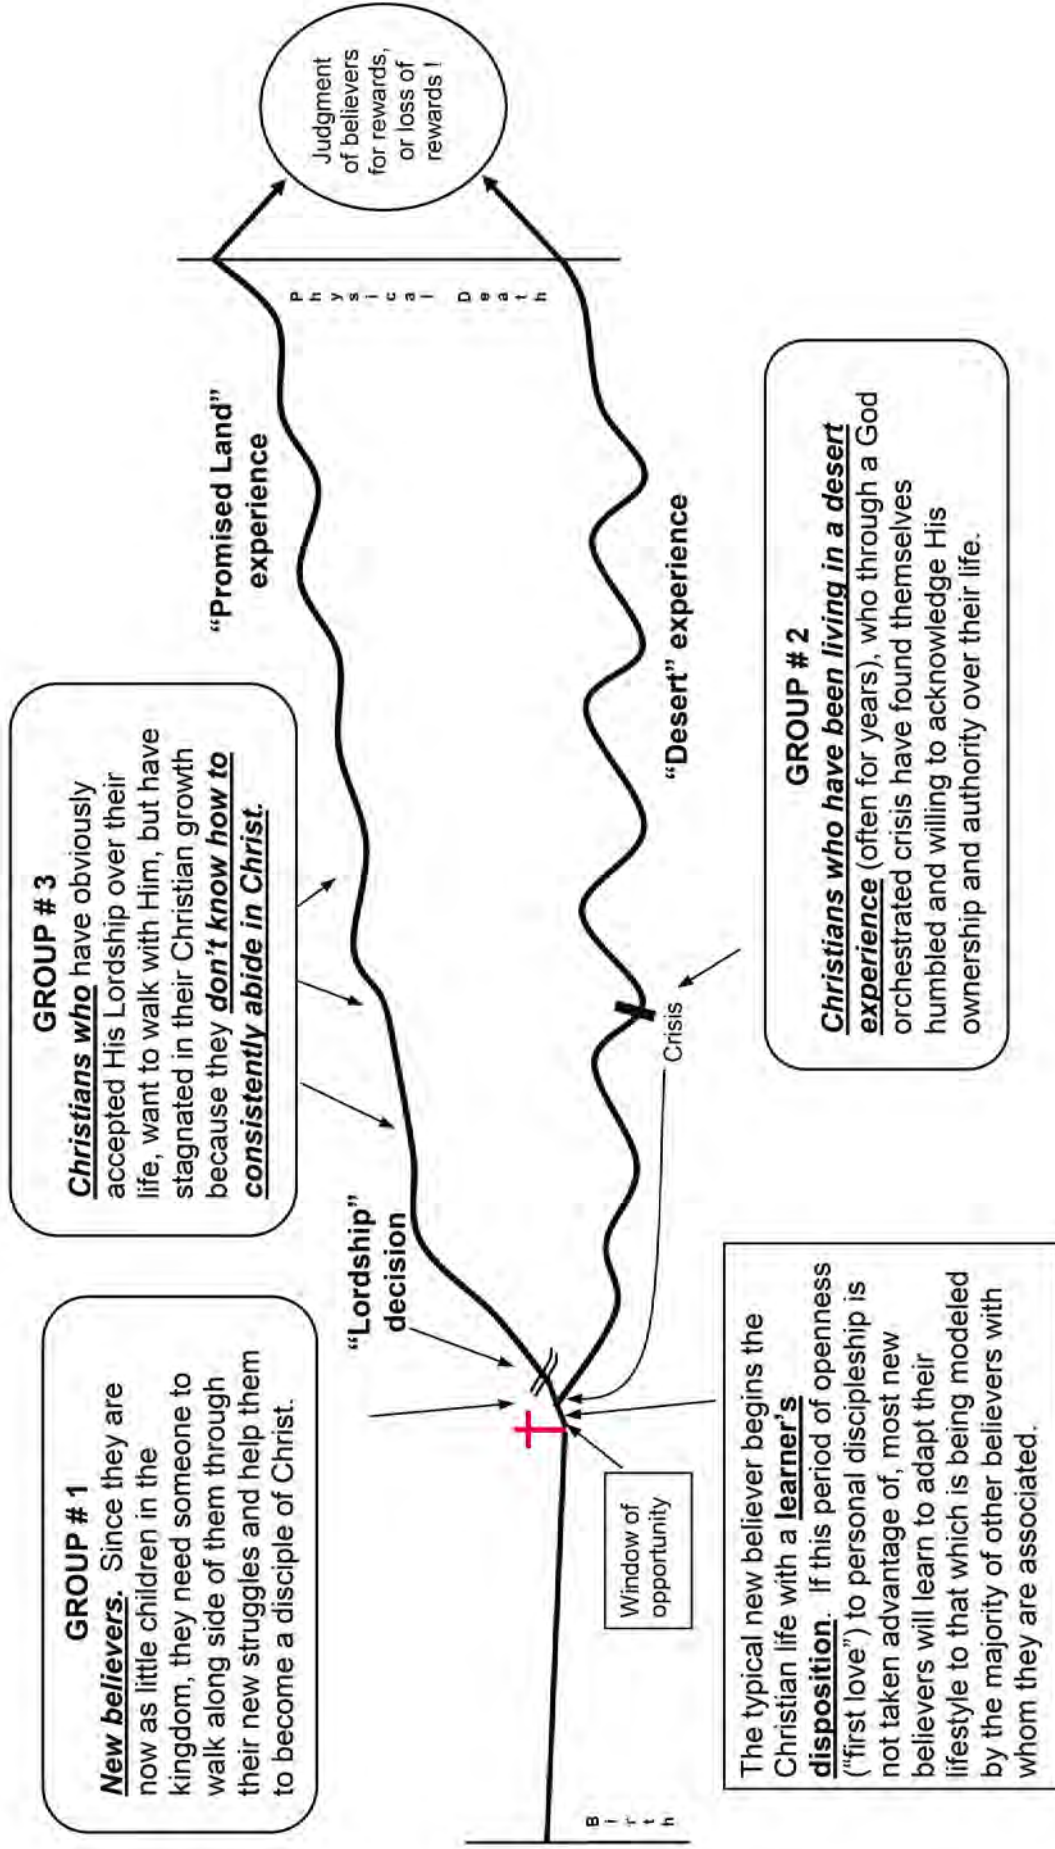 GROUP # 1
New believers. Since they are
now as little children in the
kingdom, they need someone to
walk along side of them through
their new struggles and help them
to become a disciple of Christ.
GROUP # 3
Christians who have obviously
accepted His Lordship over their
life, want to walk with Him, but have
stagnated in their Christian growth
because they don't know how to
consistently abide in Christ.
"Lordship"
decision
"Promised Land"
experience
Judgment
of believers
for rewards,
or loss of
rewards !
Physical Death
Birth
Window of
opportunity
Crisis
"Desert" experience
The typical new believer begins the
Christian life with a learner's
disposition. If this period of openness
("first love") to personal discipleship is
not taken advantage of, most new
believers will learn to adapt their
lifestyle to that which is being modeled
by the majority of other believers with
whom they are associated.
GROUP # 2
Christians who have been living in a desert
experience (often for years), who through a God
orchestrated crisis have found themselves
humbled and willing to acknowledge His
ownership and authority over their life.